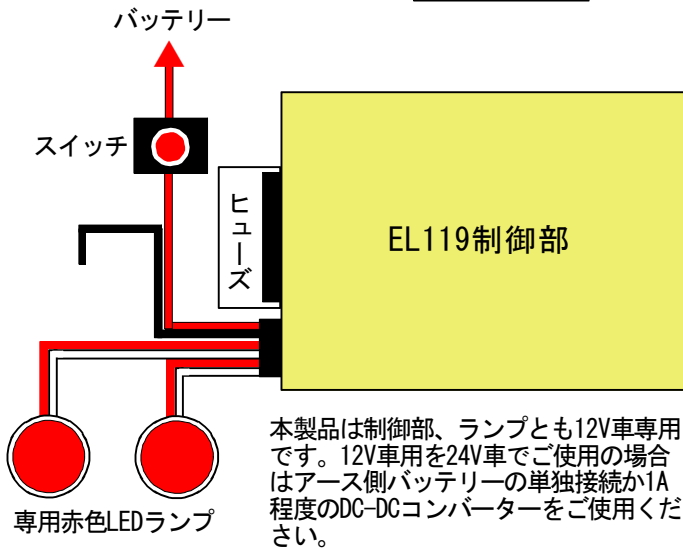 バッテリー
スイッチ
ヒューズ
EL119制御部
専用赤色LEDランプ
本製品は制御部、ランプとも12V車専用
です。12V車用を24V車でご使用の場合
はアース側バッテリーの単独接続か1A
程度のDC-DCコンバーターをご使用くだ
さい。